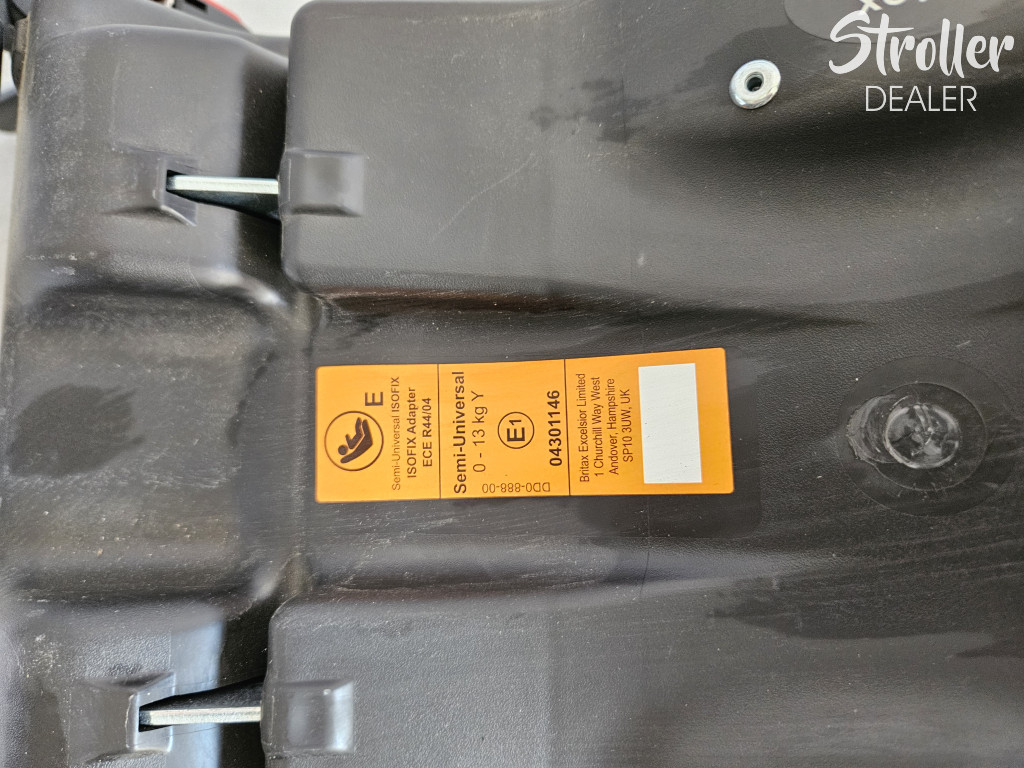 Stroller
DEALER
E
Semi-Universal ISOFIX
ISOFIX Adapter
ECE R44/04
Semi-Universal
0 - 13 kg Y
E1
04301146
DD0-888-00
Britax Excelsior Limited
1 Churchill Way West
Andover, Hampshire
SP10 3UW, UK